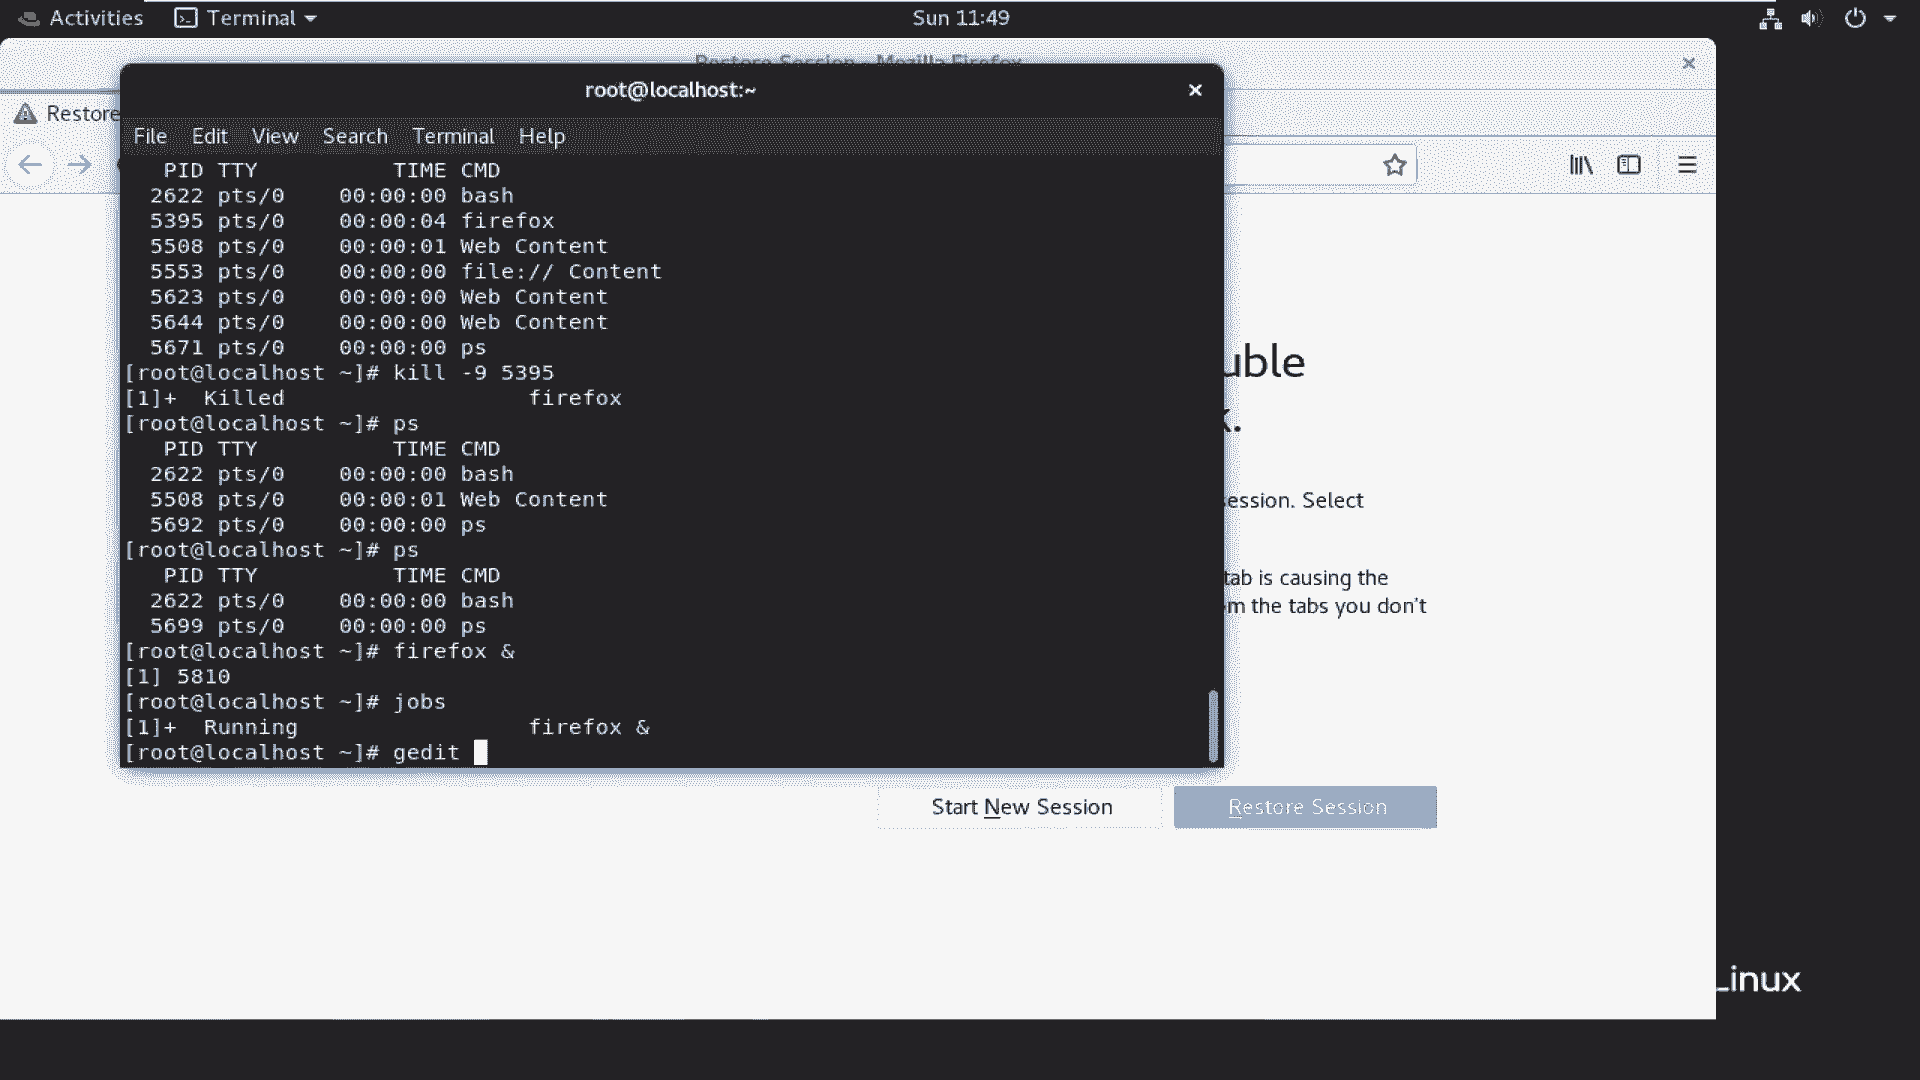 Activities Terminal Sun 11:49
Restore Session - Mozilla Firefox
root@localhost:~
Restore
File Edit View Search Terminal Help
PID TTY TIME CMD
2622 pts/0 00:00:00 bash
5395 pts/0 00:00:04 firefox
5508 pts/0 00:00:01 Web Content
5553 pts/0 00:00:00 file:// Content
5623 pts/0 00:00:00 Web Content
5644 pts/0 00:00:00 Web Content
5671 pts/0 00:00:00 ps
[root@localhost ~]# kill -9 5395
[1]+ Killed firefox
[root@localhost ~]# ps
PID TTY TIME CMD
2622 pts/0 00:00:00 bash
5508 pts/0 00:00:01 Web Content
5692 pts/0 00:00:00 ps
[root@localhost ~]# ps
PID TTY TIME CMD
2622 pts/0 00:00:00 bash
5699 pts/0 00:00:00 ps
[root@localhost ~]# firefox &
[1] 5810
[root@localhost ~]# jobs
[1]+ Running firefox &
[root@localhost ~]# gedit
uble
k.
ession. Select
tab is causing the
m the tabs you don't
Start New Session Restore Session
Linux